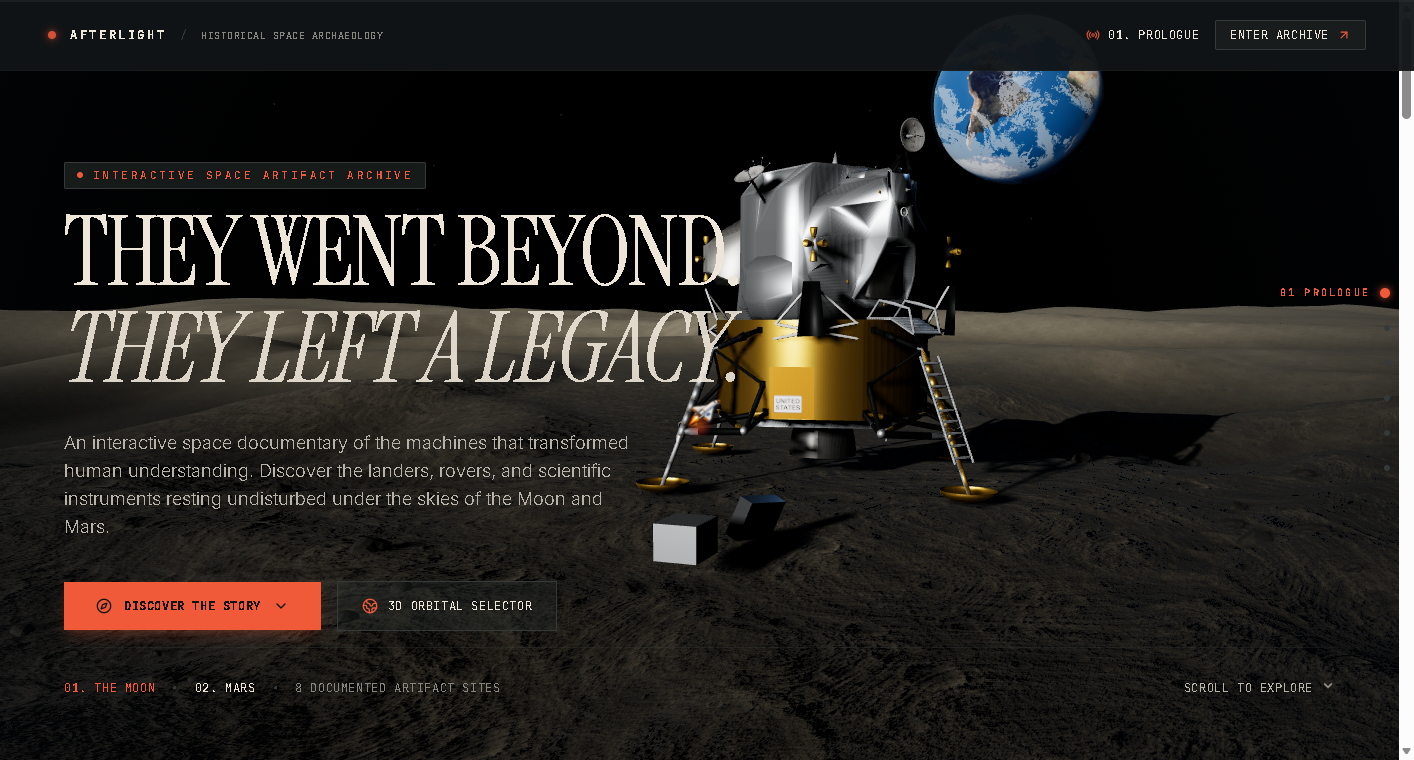 AFTERLIGHT / HISTORICAL SPACE ARCHAEOLOGY
01. PROLOGUE
ENTER ARCHIVE
INTERACTIVE SPACE ARTIFACT ARCHIVE
THEY WENT BEYOND.
THEY LEFT A LEGACY.
UNITED
STATES
01 PROLOGUE
An interactive space documentary of the machines that transformed
human understanding. Discover the landers, rovers, and scientific
instruments resting undisturbed under the skies of the Moon and
Mars.
DISCOVER THE STORY
3D ORBITAL SELECTOR
01. THE MOON · 02. MARS · 8 DOCUMENTED ARTIFACT SITES
SCROLL TO EXPLORE